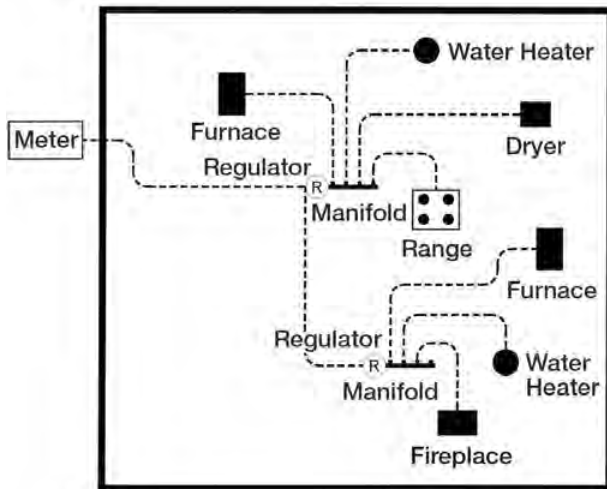 Water Heater
Furnace
Meter
Dryer
Regulator
R
Manifold
Range
Furnace
Regulator
R
Manifold
Water
Heater
Fireplace